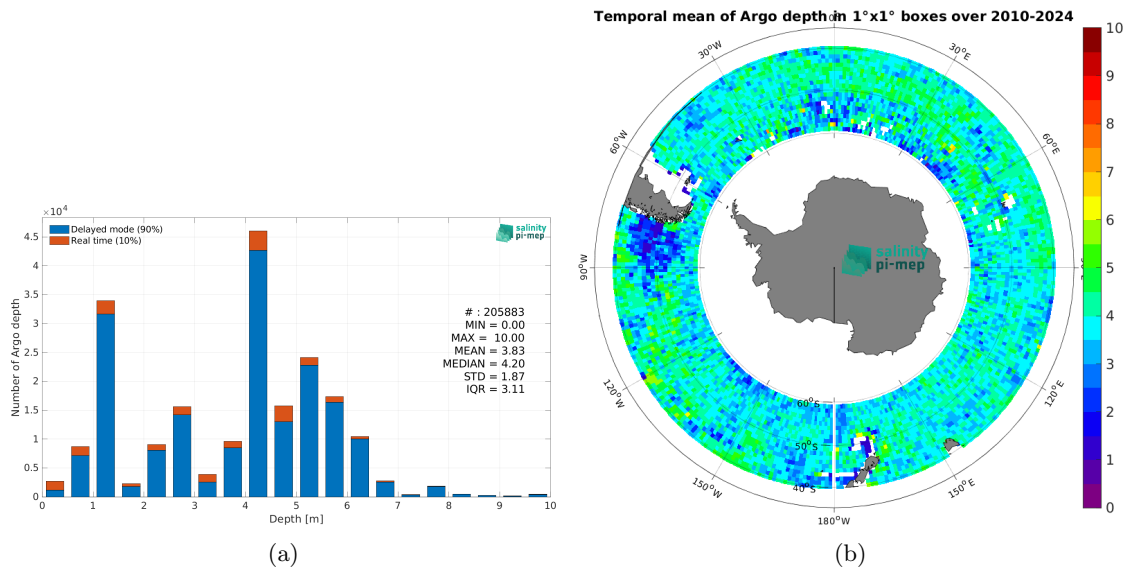 ×10⁴
Delayed mode (90%)
Real time (10%)
salinity
pi-mep
Number of Argo depth
4.5
4
3.5
3
2.5
2
1.5
1
0.5
0
# : 205883
MIN = 0.00
MAX = 10.00
MEAN = 3.83
MEDIAN = 4.20
STD = 1.87
IQR = 3.11
0 1 2 3 4 5 6 7 8 9 10
Depth [m]
(a)
Temporal mean of Argo depth in 1°x1° boxes over 2010-2024
30°W
30°E
60°W
60°E
90°W
salinity
pi-mep
120°W
120°E
60°S
50°S
40°S
150°W
150°E
180°W
10
9
8
7
6
5
4
3
2
1
0
(b)